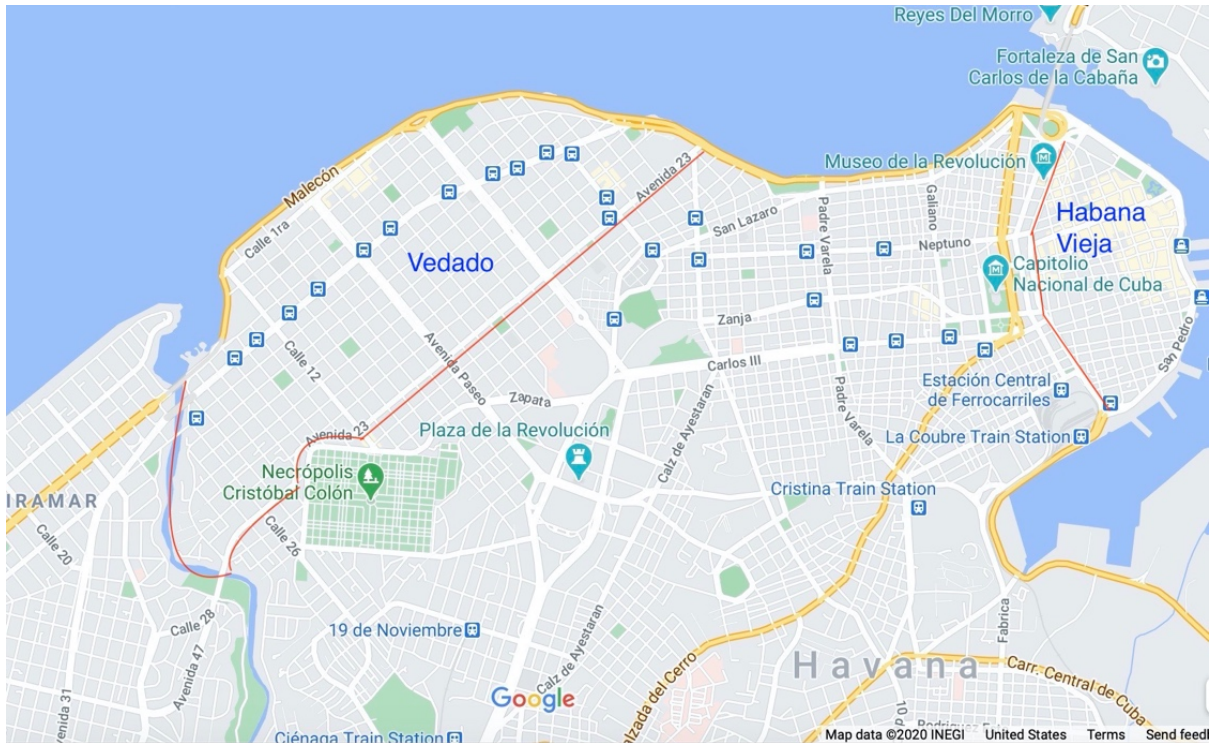 Reyes Del Morro
Fortaleza de San
Carlos de la Cabaña
Museo de la Revolución
Avenida 23
Malecón
Habana
Vieja
Galiano
Padre Varela
San Lazaro
Calle 1ra
Neptuno
Vedado
Capitolio
Nacional de Cuba
Zanja
San Pedro
Calle 12
Avenida Paseo
Carlos III
Estación Central
de Ferrocarriles
Zapata
Padre Varela
Avenida 23
Plaza de la Revolución
Calz de Ayestaran
La Coubre Train Station
Necrópolis
Cristóbal Colón
IRAMAR
Cristina Train Station
Calle 26
Calle 20
Calle 28
19 de Noviembre
Fabrica
Avenida 47
Havana
Calz de Ayestaran
Carr. Central de Cuba
Google
Avenida 31
alzada del Cerro
10 d
Ciénaga Train Station
Map data ©2020 INEGI United States Terms Send feedl